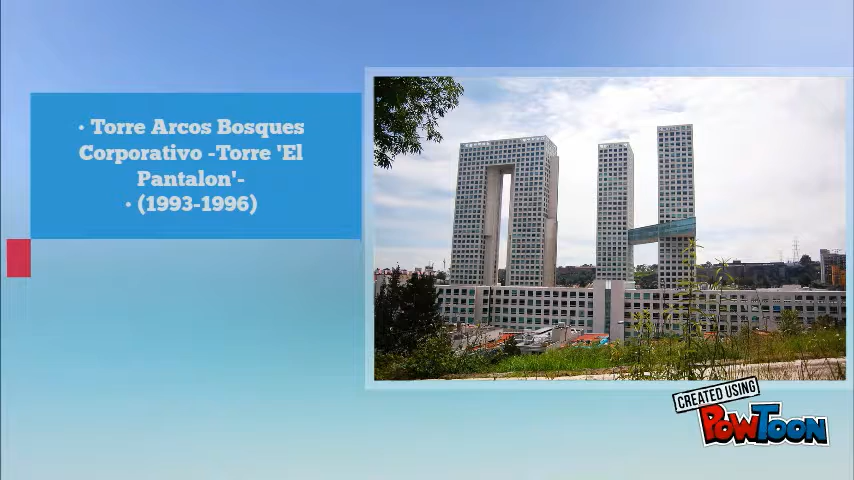 • Torre Arcos Bosques
Corporativo -Torre 'El
Pantalon'-
• (1993-1996)
CREATED USING
POWTOON